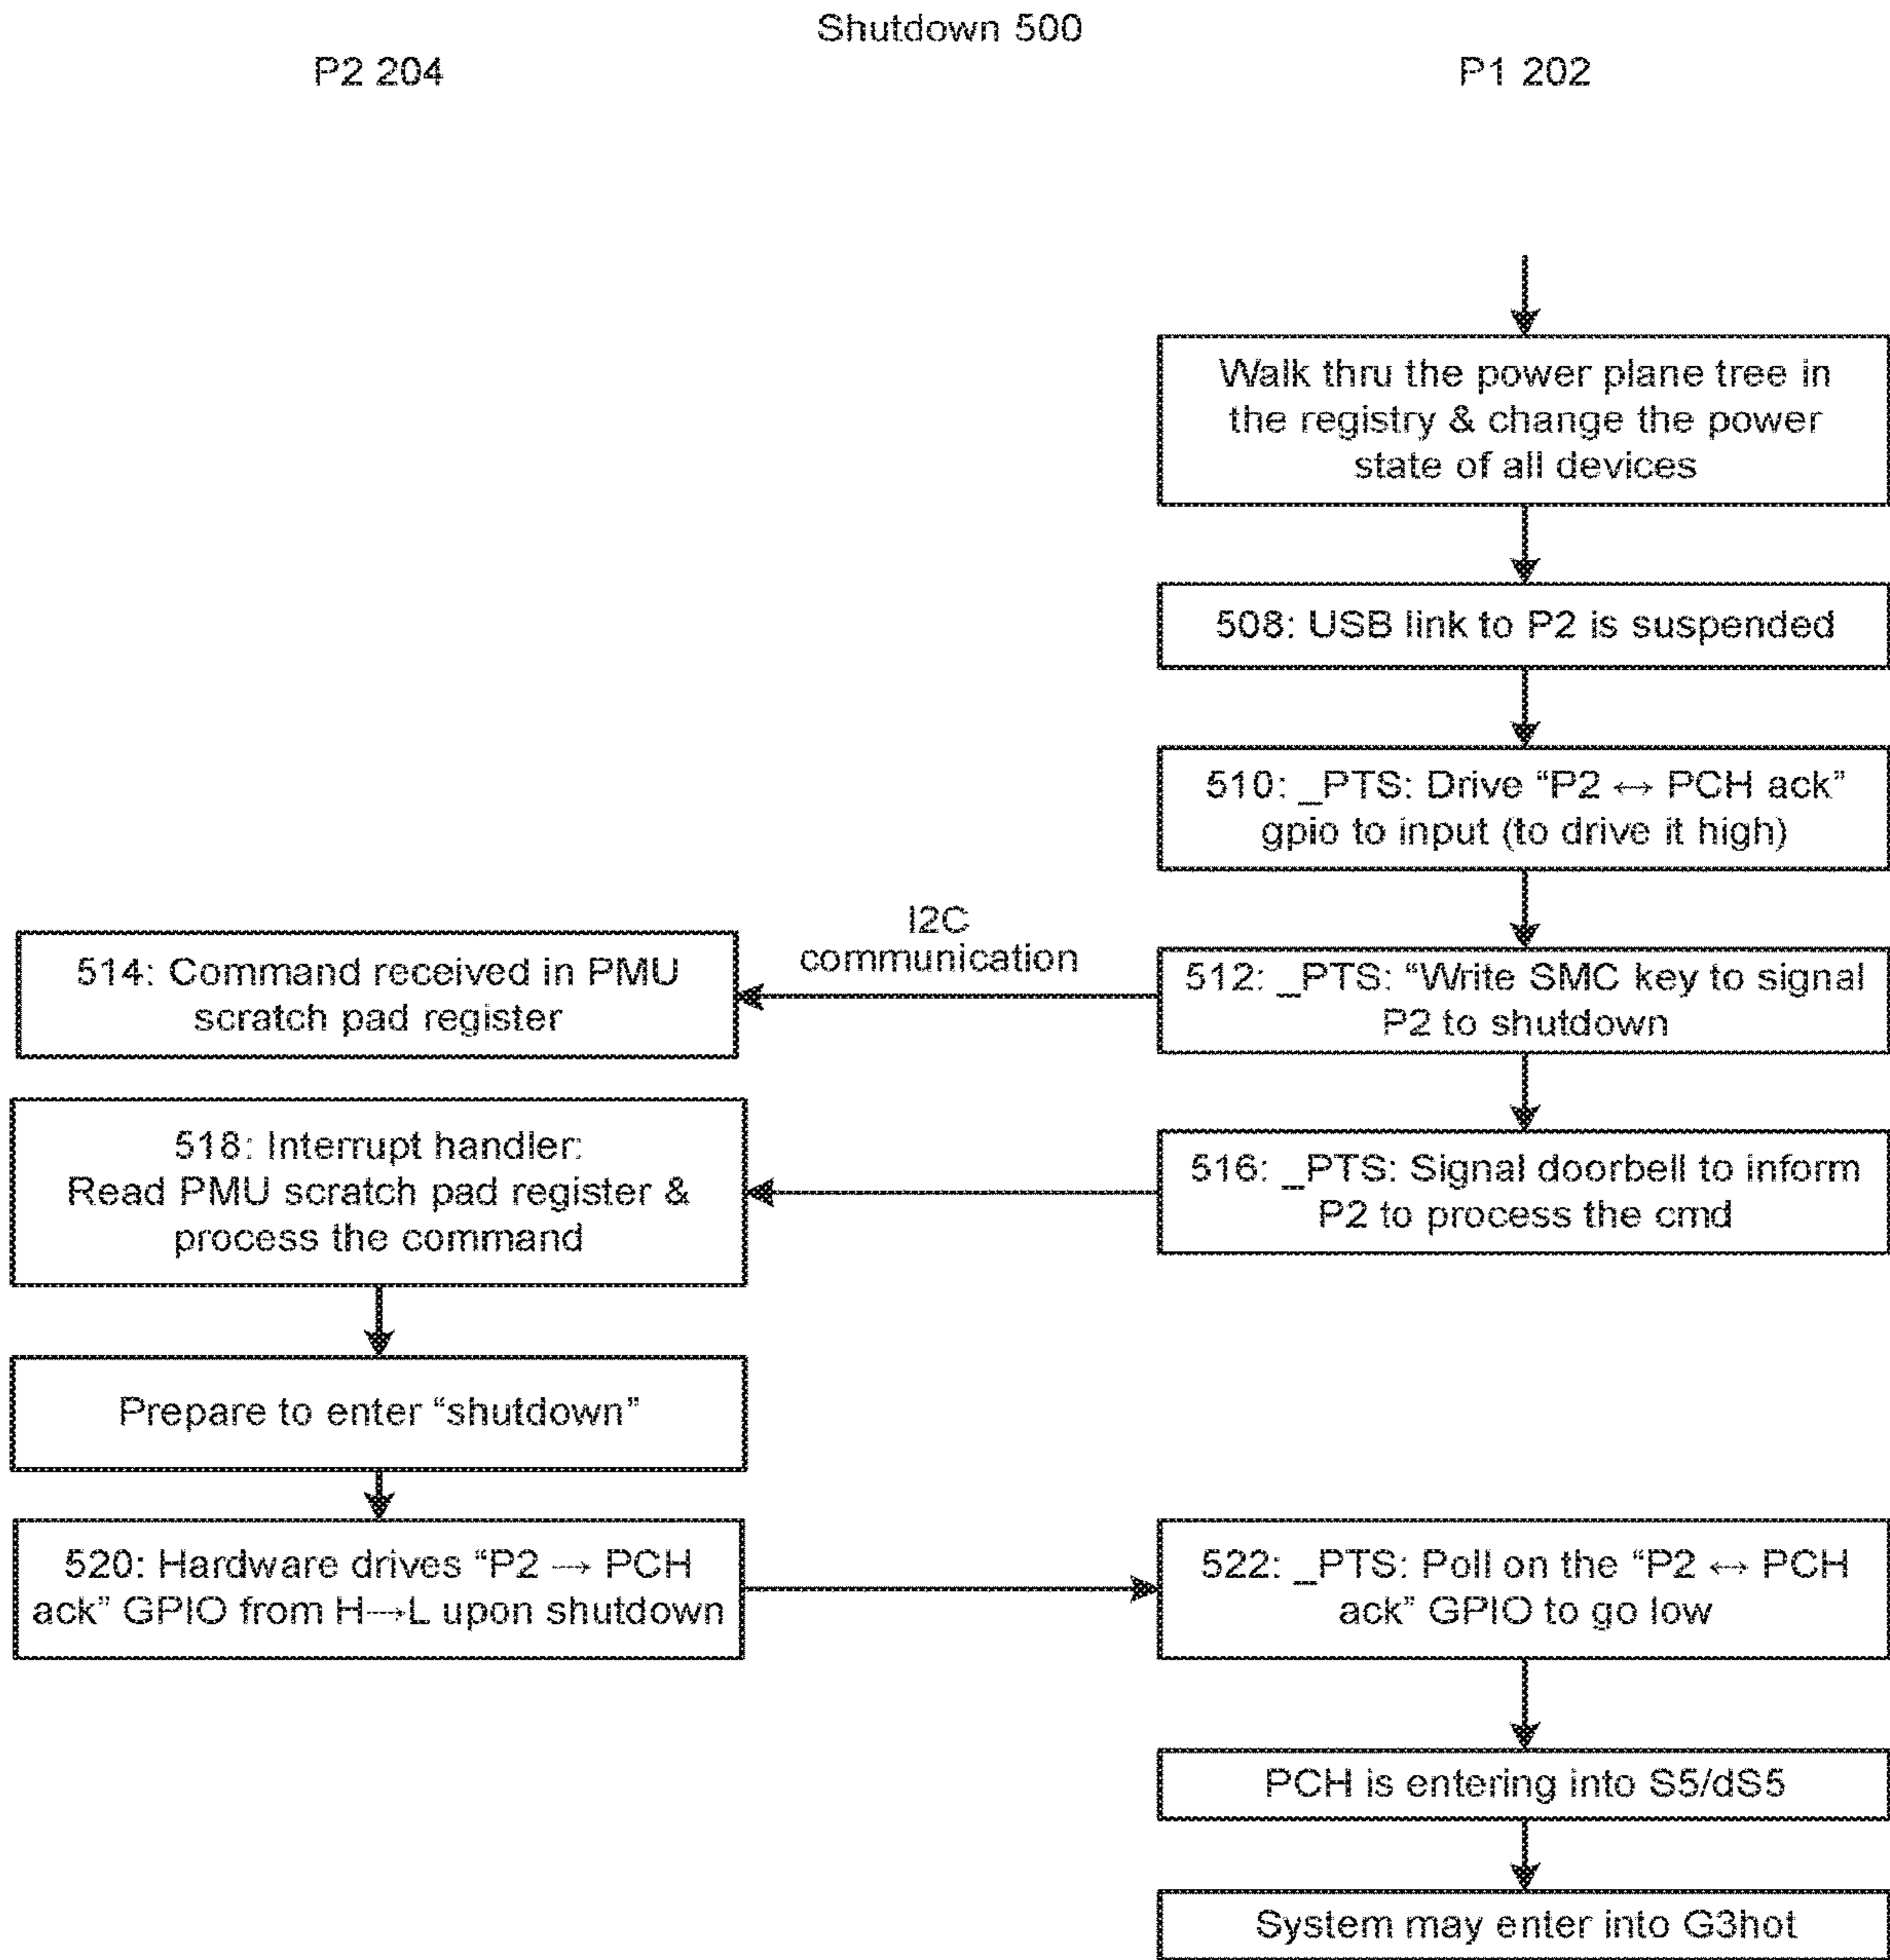 Shutdown 500
P2 204
P1 202
Walk thru the power plane tree in
the registry & change the power
state of all devices
508: USB link to P2 is suspended
510: _PTS: Drive “P2 ↔ PCH ack”
gpio to input (to drive it high)
I2C
communication
512: _PTS: “Write SMC key to signal
P2 to shutdown
514: Command received in PMU
scratch pad register
516: _PTS: Signal doorbell to inform
P2 to process the cmd
518: Interrupt handler:
Read PMU scratch pad register &
process the command
Prepare to enter “shutdown”
520: Hardware drives “P2 → PCH
ack” GPIO from H→L upon shutdown
522: _PTS: Poll on the “P2 ↔ PCH
ack” GPIO to go low
PCH is entering into S5/dS5
System may enter into G3hot